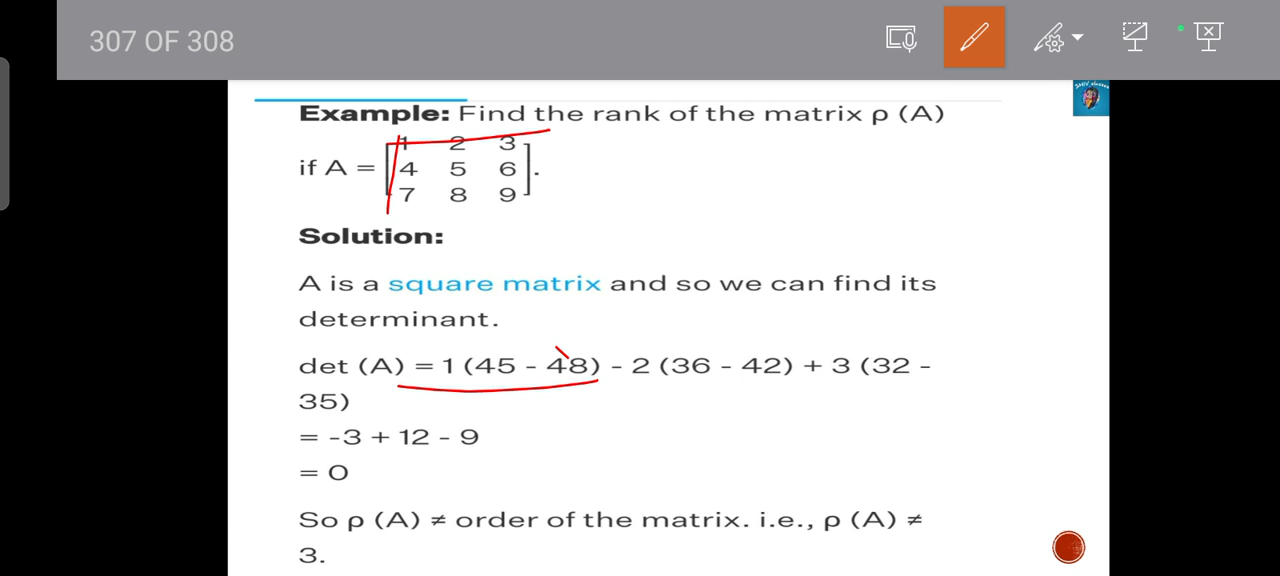 307 OF 308
Example: Find the rank of the matrix ρ (A)
if A = [1 2 3
4 5 6
7 8 9].
Solution:
A is a square matrix and so we can find its
determinant.
det (A) = 1 (45 - 48) - 2 (36 - 42) + 3 (32 -
35)
= -3 + 12 - 9
= 0
So ρ (A) ≠ order of the matrix. i.e., ρ (A) ≠
3.